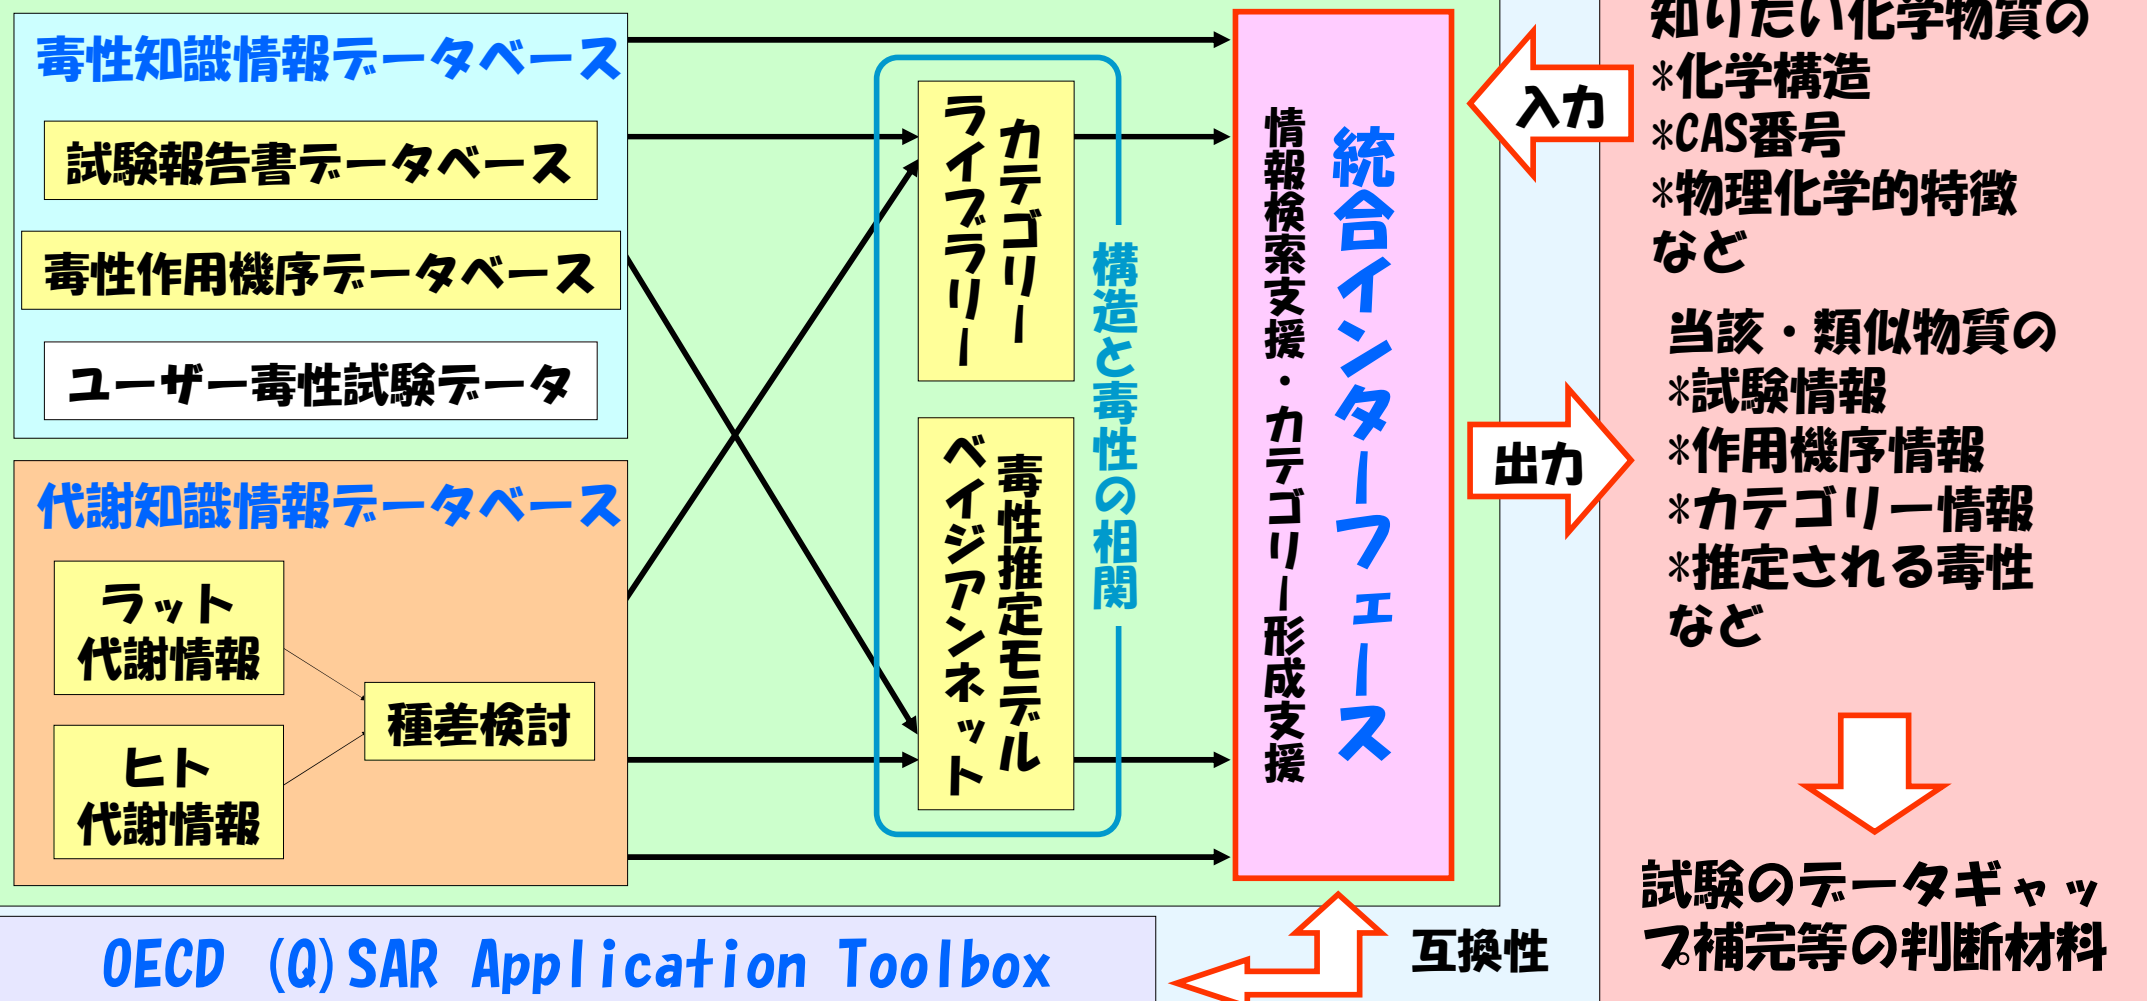 毒性知識情報データベース
試験報告書データベース
毒性作用機序データベース
ユーザー毒性試験データ
代謝知識情報データベース
ラット
代謝情報
ヒト
代謝情報
種差検討
カテゴリー
ライブラリー
毒性推定モデル
ベイジアンネット
構造と毒性の相関
統合インターフェース
情報検索支援・カテゴリー形成支援
入力
出力
知りたい化学物質の
*化学構造
*CAS番号
*物理化学的特徴
など
当該・類似物質の
*試験情報
*作用機序情報
*カテゴリー情報
*推定される毒性
など
試験のデータギャッ
プ補完等の判断材料
互換性
OECD (Q)SAR Application Toolbox